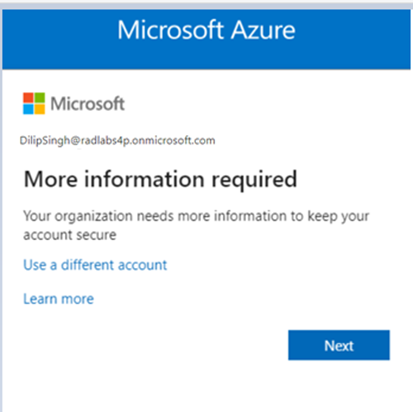 Microsoft Azure
Microsoft
DilipSingh@radlabs4p.onmicrosoft.com
More information required
Your organization needs more information to keep your
account secure
Use a different account
Learn more
Next